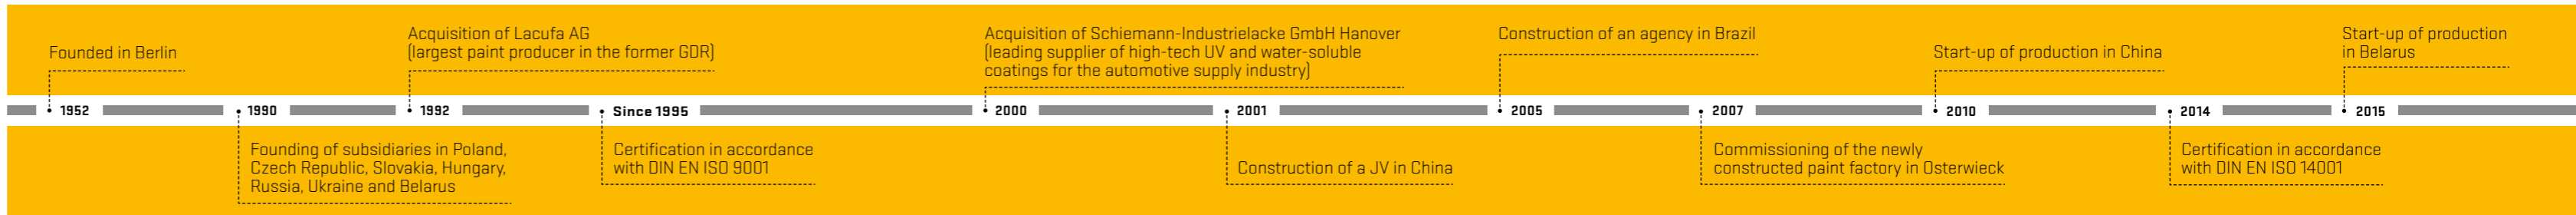 Founded in Berlin
1952
1990
Founding of subsidiaries in Poland,
Czech Republic, Slovakia, Hungary,
Russia, Ukraine and Belarus
Acquisition of Lacufa AG
(largest paint producer in the former GDR)
1992
Since 1995
Certification in accordance
with DIN EN ISO 9001
Acquisition of Schiemann-Industrielacke GmbH Hanover
(leading supplier of high-tech UV and water-soluble
coatings for the automotive supply industry)
2000
2001
Construction of a JV in China
Construction of an agency in Brazil
2005
2007
Commissioning of the newly
constructed paint factory in Osterwieck
Start-up of production in China
2010
2014
Certification in accordance
with DIN EN ISO 14001
Start-up of production
in Belarus
2015